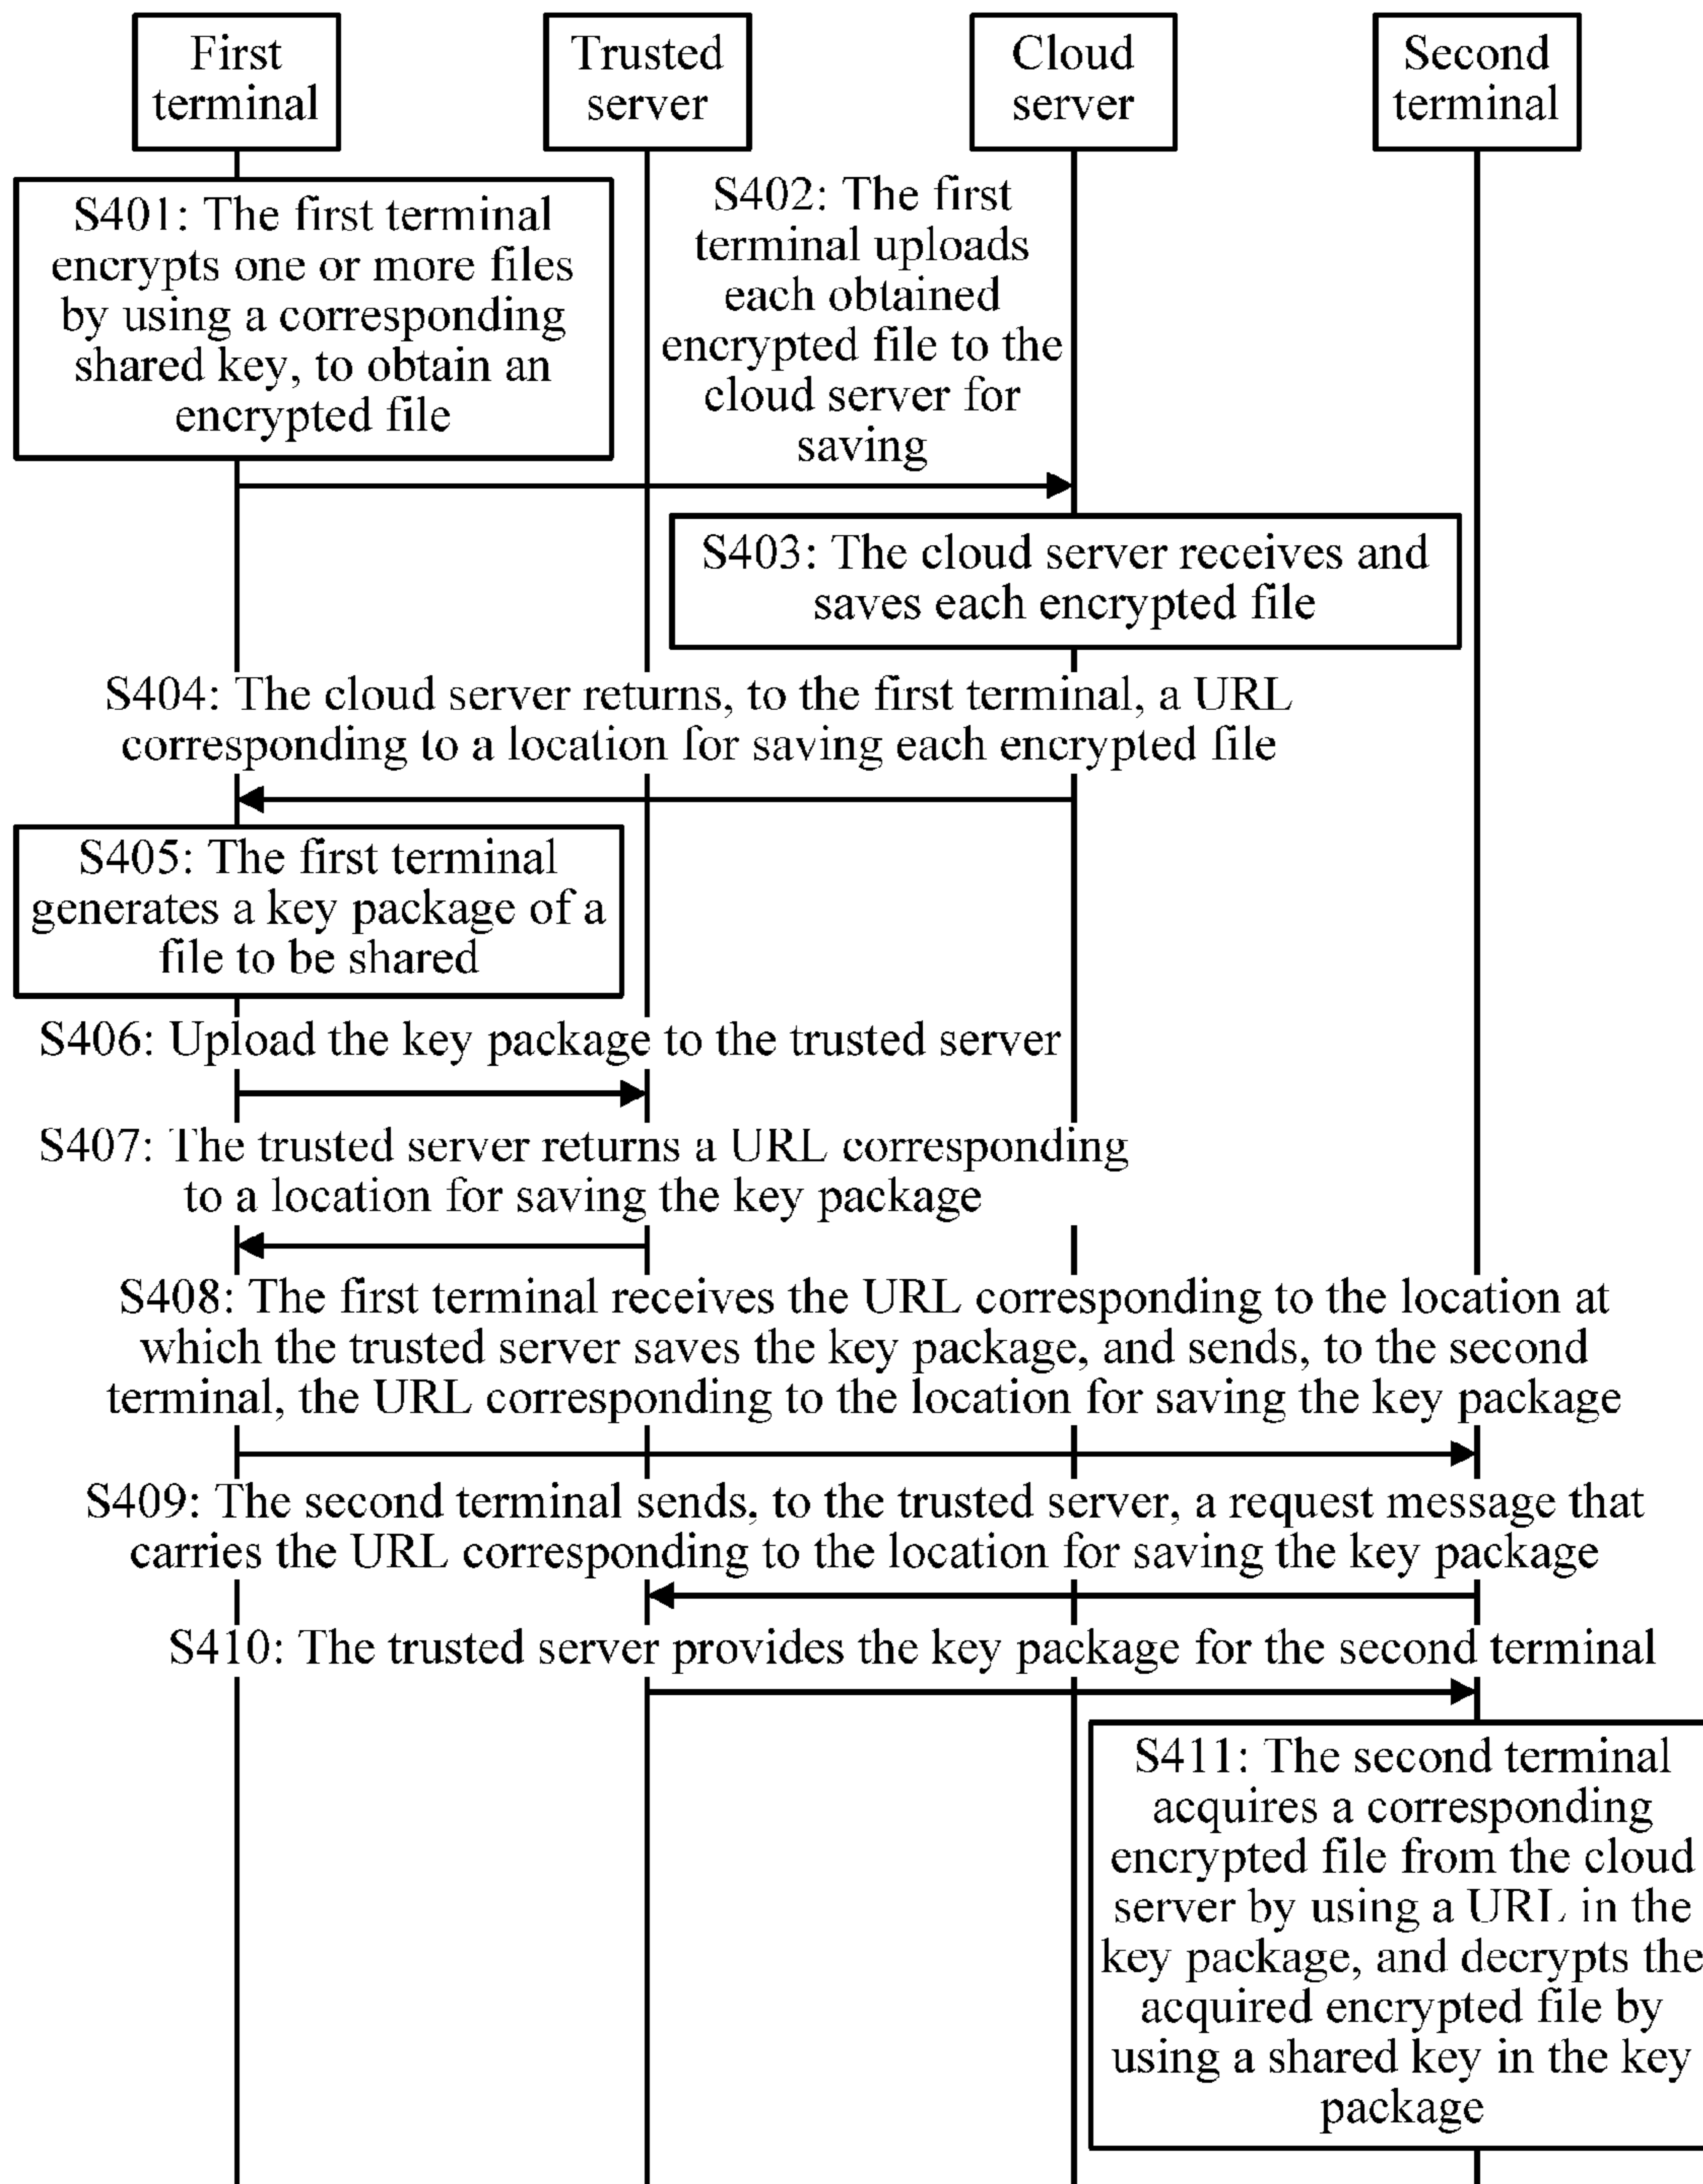 First
terminal
Trusted
server
Cloud
server
Second
terminal
S401: The first terminal
encrypts one or more files
by using a corresponding
shared key, to obtain an
encrypted file
S402: The first
terminal uploads
each obtained
encrypted file to the
cloud server for
saving
S403: The cloud server receives and
saves each encrypted file
S404: The cloud server returns, to the first terminal, a URL
corresponding to a location for saving each encrypted file
S405: The first terminal
generates a key package of a
file to be shared
S406: Upload the key package to the trusted server
S407: The trusted server returns a URL corresponding
to a location for saving the key package
S408: The first terminal receives the URL corresponding to the location at
which the trusted server saves the key package, and sends, to the second
terminal, the URL corresponding to the location for saving the key package
S409: The second terminal sends, to the trusted server, a request message that
carries the URL corresponding to the location for saving the key package
S410: The trusted server provides the key package for the second terminal
S411: The second terminal
acquires a corresponding
encrypted file from the cloud
server by using a URL in the
key package, and decrypts the
acquired encrypted file by
using a shared key in the key
package